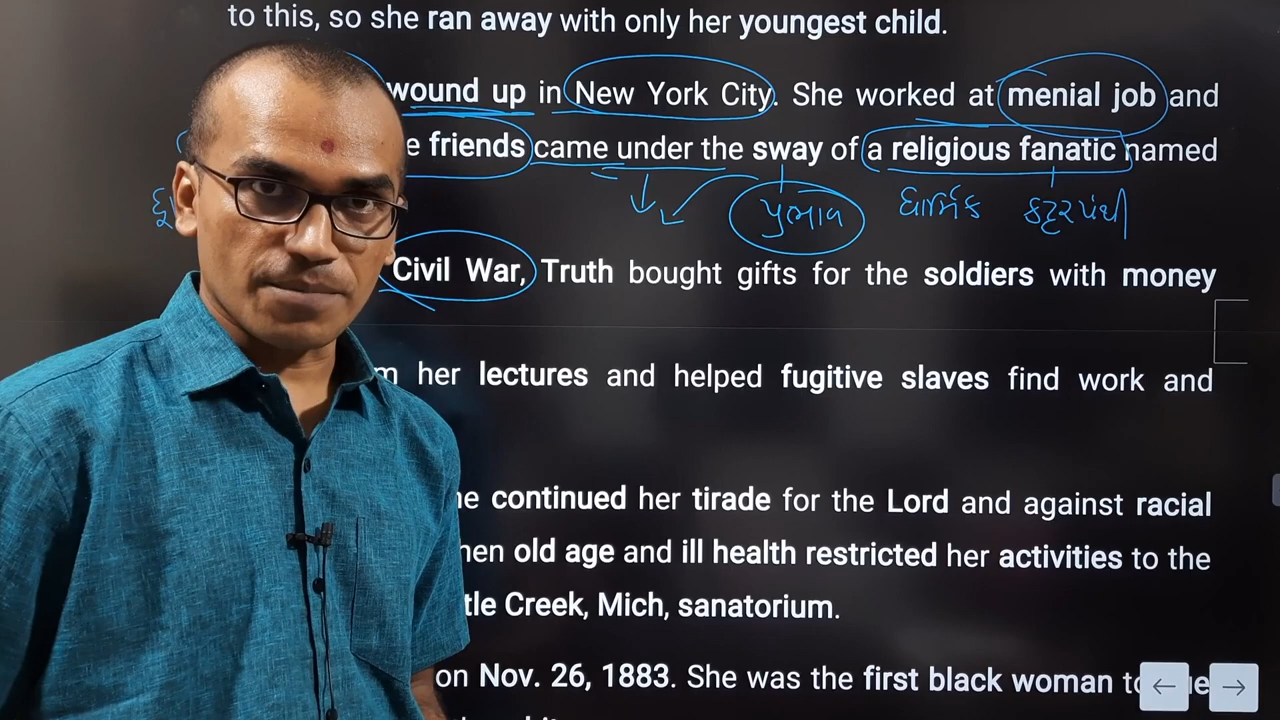 to this, so she ran away with only her youngest child.
wound up in New York City. She worked at menial job and
e friends came under the sway of a religious fanatic named
પ્રભાવ ધાર્મિક કટ્ટરપંથી
Civil War, Truth bought gifts for the soldiers with money
m her lectures and helped fugitive slaves find work and
he continued her tirade for the Lord and against racial
hen old age and ill health restricted her activities to the
tle Creek, Mich, sanatorium.
on Nov. 26, 1883. She was the first black woman to